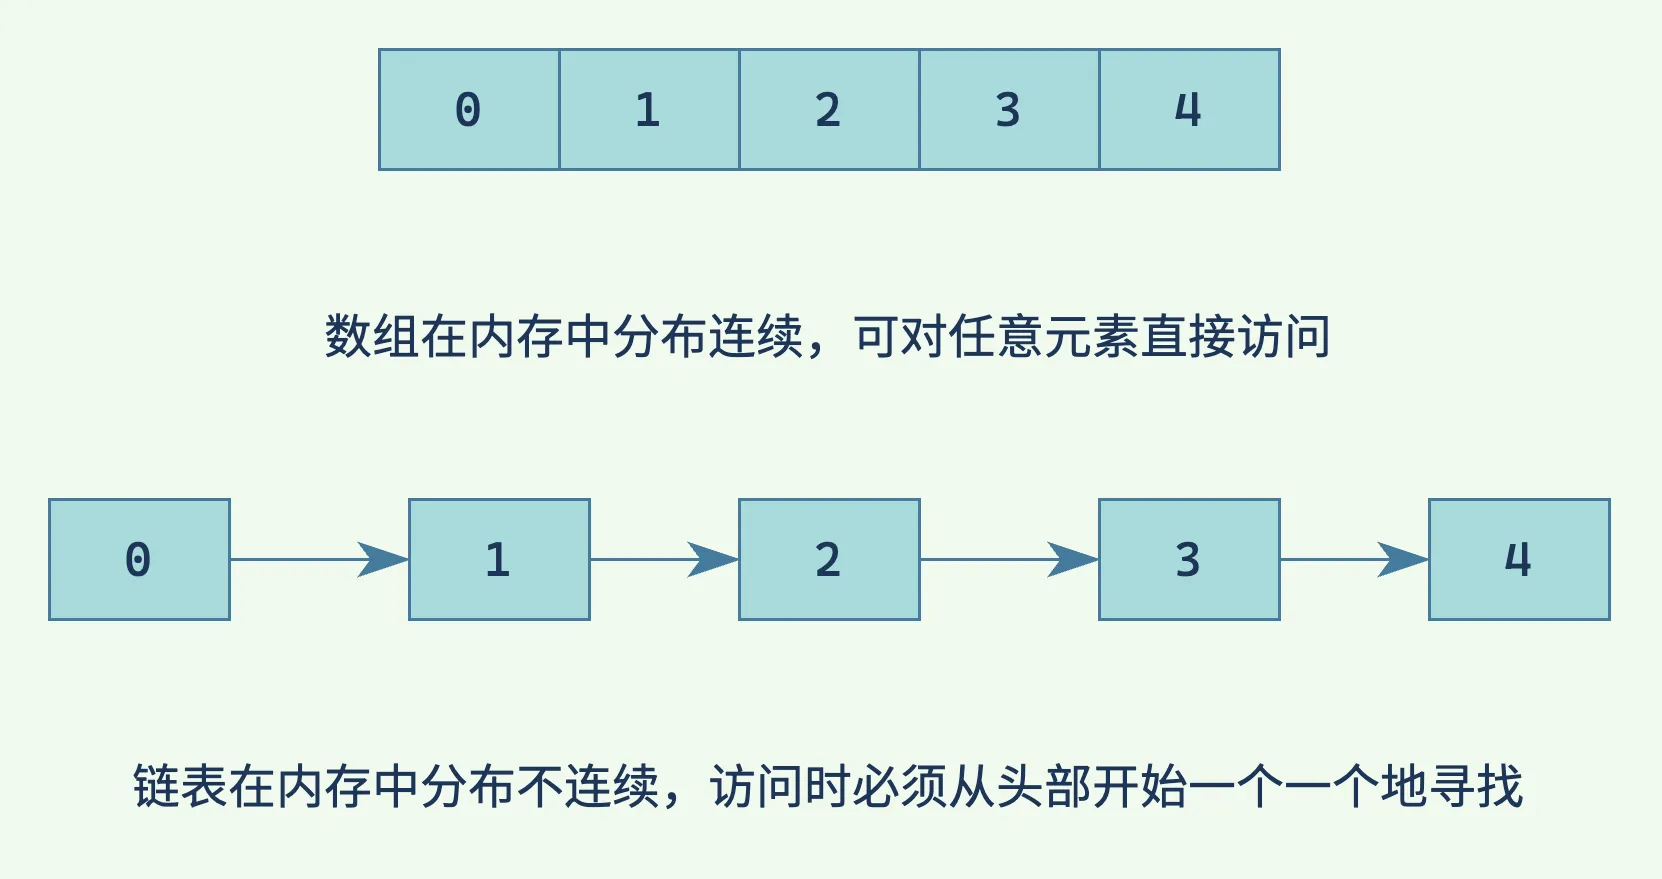 0 1 2 3 4
数组在内存中分布连续，可对任意元素直接访问
0 1 2 3 4
链表在内存中分布不连续，访问时必须从头部开始一个一个地寻找